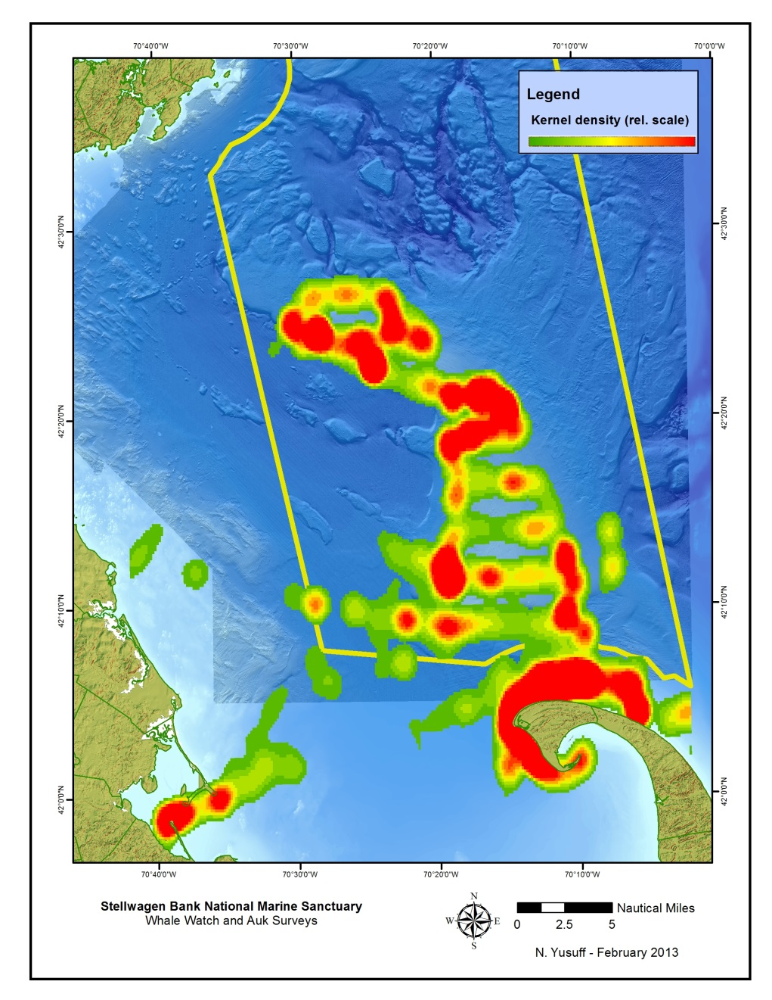 70°40'0"W 70°30'0"W 70°20'0"W 70°10'0"W 70°0'0"W
Legend
Kernel density (rel. scale)
42°30'0"N 42°30'0"N
42°20'0"N 42°20'0"N
42°10'0"N 42°10'0"N
42°0'0"N 42°0'0"N
70°40'0"W 70°30'0"W 70°20'0"W 70°10'0"W
Stellwagen Bank National Marine Sanctuary
Whale Watch and Auk Surveys
N
W E
S
Nautical Miles
0 2.5 5
N. Yusuff - February 2013